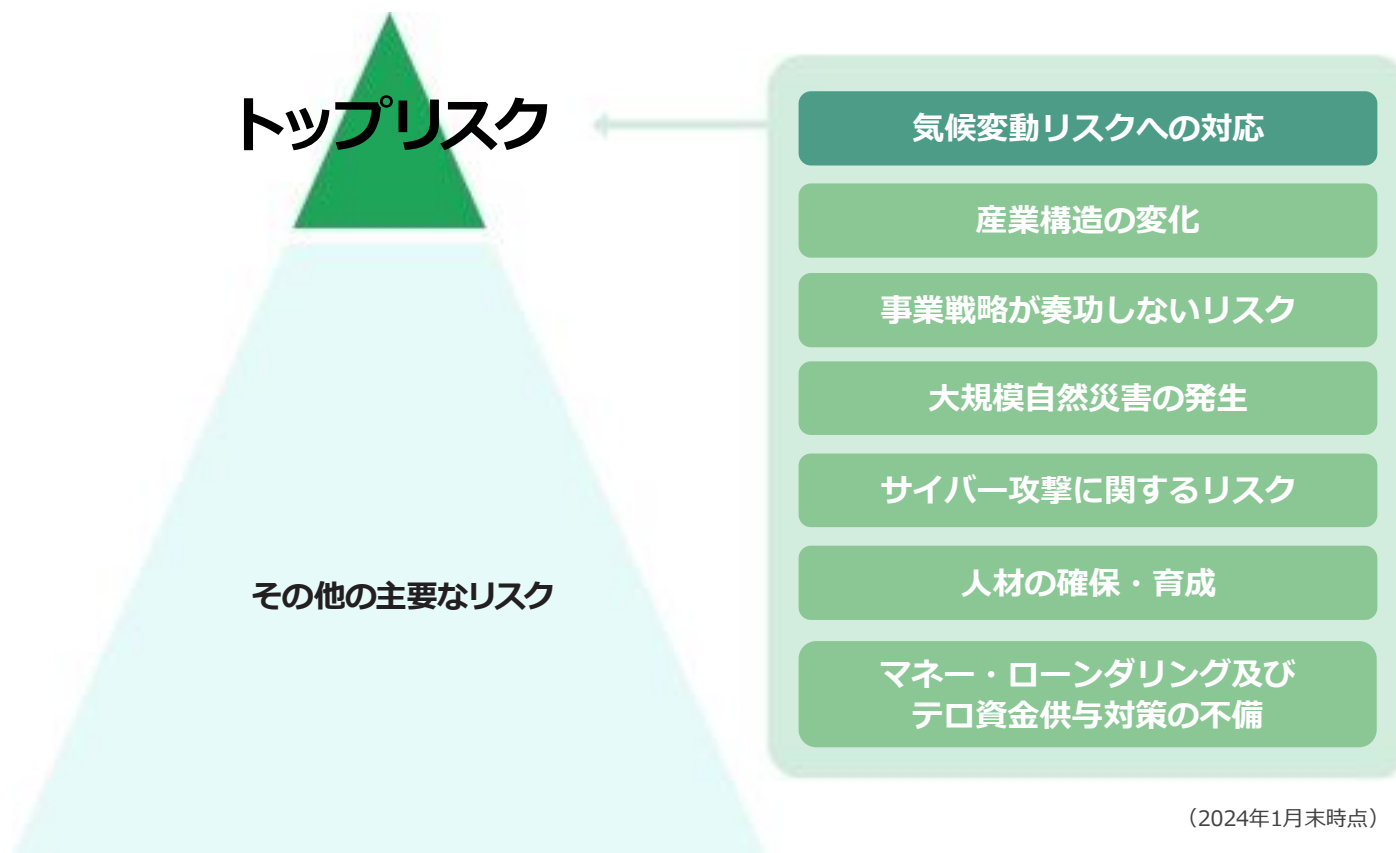 トップリスク
気候変動リスクへの対応
産業構造の変化
事業戦略が奏功しないリスク
大規模自然災害の発生
サイバー攻撃に関するリスク
人材の確保・育成
マネー・ローンダリング及び
テロ資金供与対策の不備
その他の主要なリスク
（2024年1月末時点）